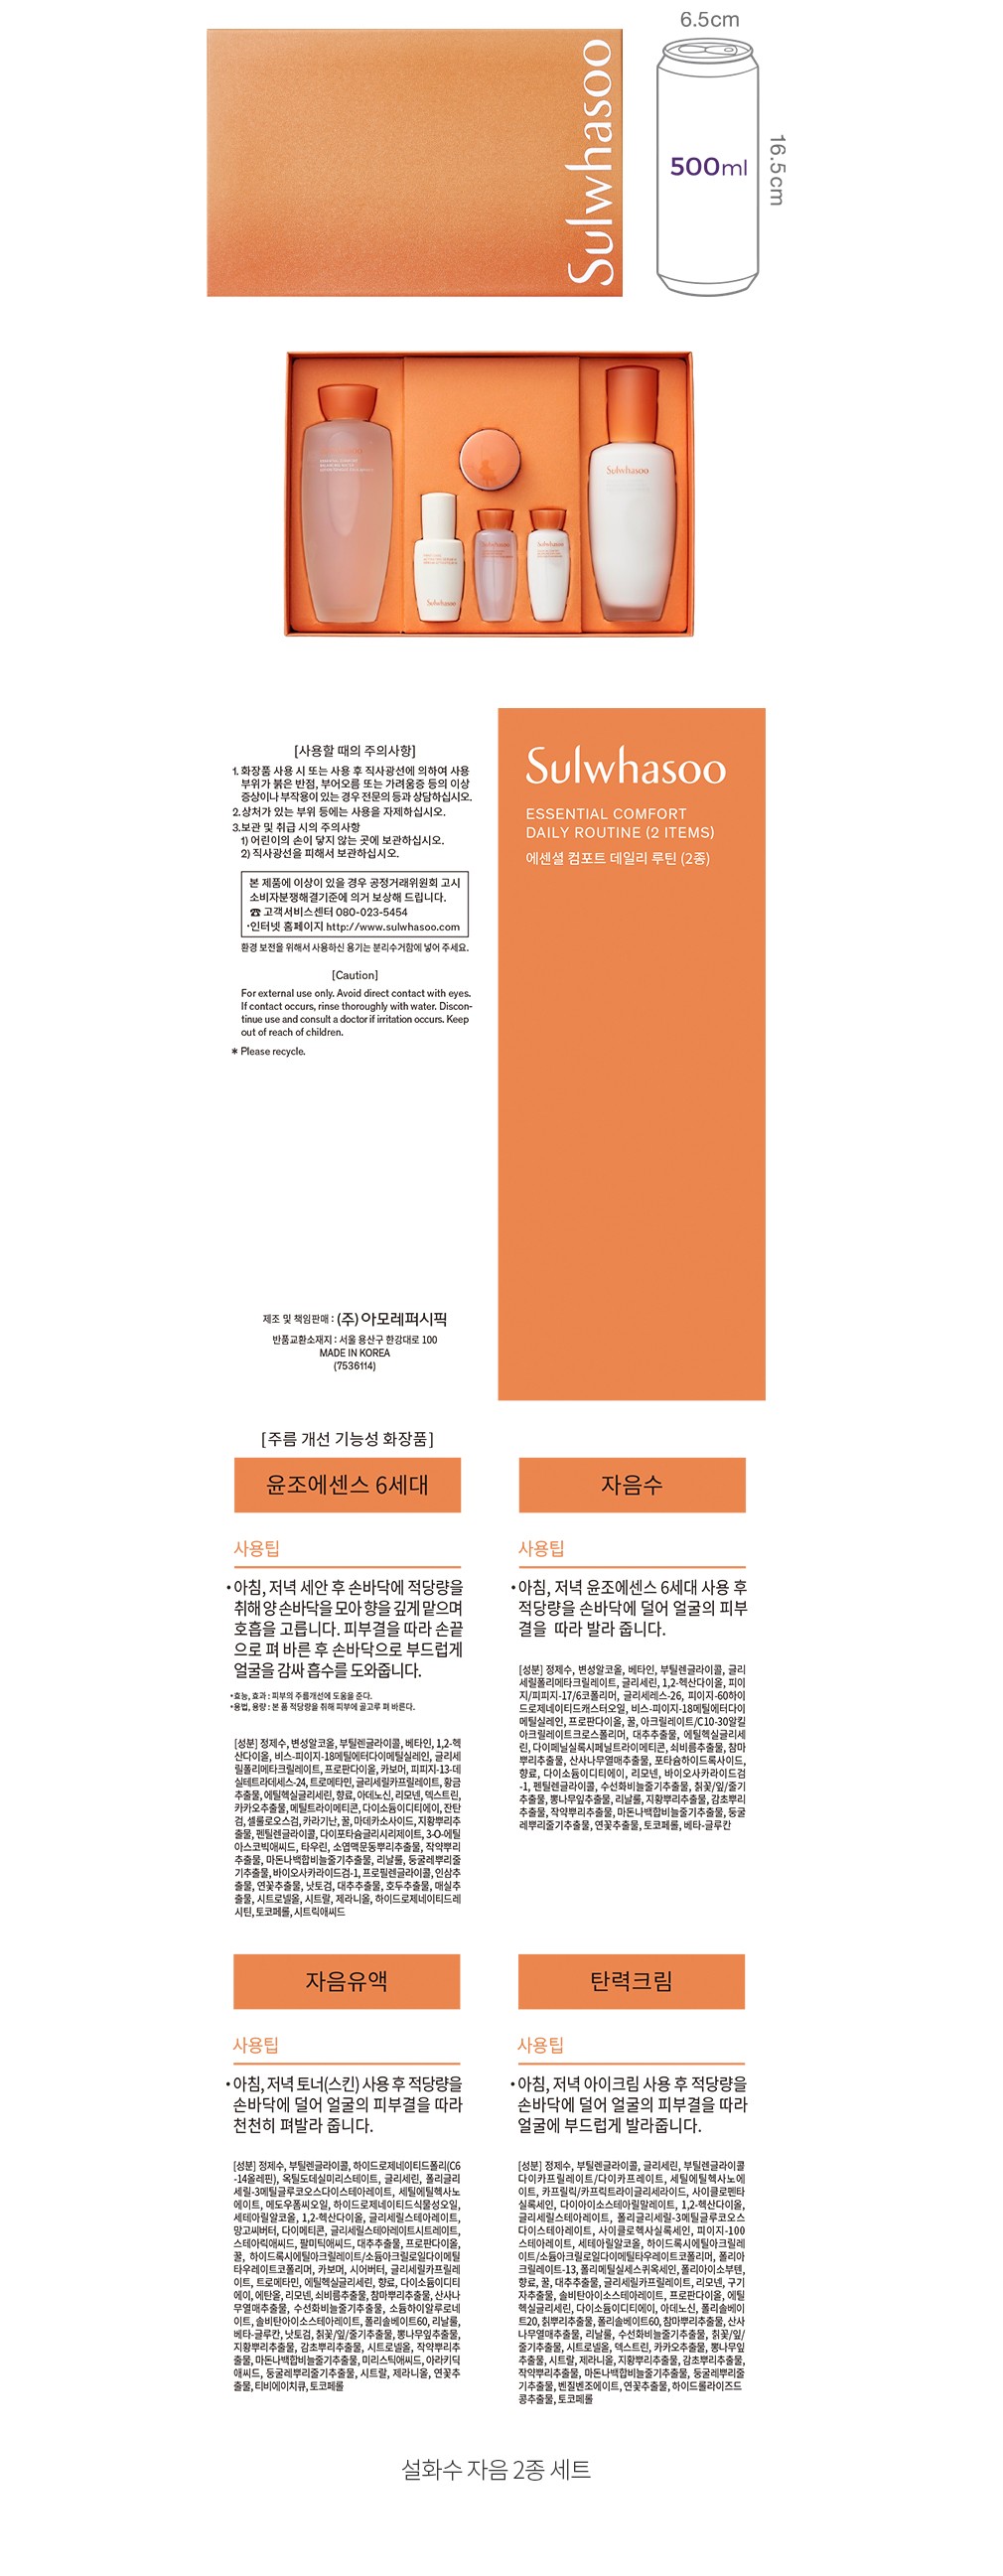 6.5cm
Sulwhasoo
500ml
16.5cm
Sulwhasoo
Sulwhasoo
Sulwhasoo
Sulwhasoo
[사용할 때의 주의사항]
1. 화장품 사용 시 또는 사용 후 직사광선에 의하여 사용
부위가 붉은 반점, 부어오름 또는 가려움증 등의 이상
증상이나 부작용이 있는 경우 전문의 등과 상담하십시오.
2.상처가 있는 부위 등에는 사용을 자제하십시오.
3.보관 및 취급 시의 주의사항
1) 어린이의 손이 닿지 않는 곳에 보관하십시오.
2) 직사광선을 피해서 보관하십시오.
본 제품에 이상이 있을 경우 공정거래위원회 고시
소비자분쟁해결기준에 의거 보상해 드립니다.
☎ 고객서비스센터 080-023-5454
·인터넷 홈페이지 http://www.sulwhasoo.com
환경 보전을 위해서 사용하신 용기는 분리수거함에 넣어 주세요.
[Caution]
For external use only. Avoid direct contact with eyes.
If contact occurs, rinse thoroughly with water. Discon-
tinue use and consult a doctor if irritation occurs. Keep
out of reach of children.
* Please recycle.
제조 및 책임판매 : (주)아모레퍼시픽
반품교환소재지 : 서울 용산구 한강대로 100
MADE IN KOREA
(7536114)
Sulwhasoo
ESSENTIAL COMFORT
DAILY ROUTINE (2 ITEMS)
에센셜 컴포트 데일리 루틴 (2종)
[주름 개선 기능성 화장품]
윤조에센스 6세대
사용팁
•아침, 저녁 세안 후 손바닥에 적당량을
취해 양 손바닥을 모아 향을 깊게 맡으며
호흡을 고릅니다. 피부결을 따라 손끝
으로 펴 바른 후 손바닥으로 부드럽게
얼굴을 감싸 흡수를 도와줍니다.
•효능, 효과 : 피부의 주름개선에 도움을 준다.
•용법, 용량 : 본 품 적당량을 취해 피부에 골고루 펴 바른다.
[성분] 정제수, 변성알코올, 부틸렌글라이콜, 베타인, 1,2-헥
산다이올, 비스-피이지-18메틸에터다이메틸실레인, 글리세
릴폴리메타크릴레이트, 프로판다이올, 카보머, 피피지-13-데
실테트라데세스-24, 트로메타민, 글리세릴카프릴레이트, 황금
추출물, 에틸헥실글리세린, 향료, 아데노신, 리모넨, 덱스트린,
카카오추출물, 메틸트라이메티콘, 다이소듐이디티에이, 잔탄
검, 셀룰로오스검, 카라기난, 꿀, 마데카소사이드, 지황뿌리추
출물, 펜틸렌글라이콜, 다이포타슘글리시리제이트, 3-O-에틸
아스코빅애씨드, 타우린, 소엽맥문동뿌리추출물, 작약뿌리
추출물, 마돈나백합비늘줄기추출물, 리날룰, 둥굴레뿌리줄
기추출물, 바이오사카라이드검-1, 프로필렌글라이콜, 인삼추
출물, 연꽃추출물, 낫토검, 대추추출물, 호두추출물, 매실추
출물, 시트로넬올, 시트랄, 제라니올, 하이드로제네이티드레
시틴, 토코페롤, 시트릭애씨드
자음수
사용팁
•아침, 저녁 윤조에센스 6세대 사용 후
적당량을 손바닥에 덜어 얼굴의 피부
결을 따라 발라 줍니다.
[성분] 정제수, 변성알코올, 베타인, 부틸렌글라이콜, 글리
세릴폴리메타크릴레이트, 글리세린, 1,2-헥산다이올, 피이
지/피피지-17/6코폴리머, 글리세레스-26, 피이지-60하이
드로제네이티드캐스터오일, 비스-피이지-18메틸에터다이
메틸실레인, 프로판다이올, 꿀, 아크릴레이트/C10-30알킬
아크릴레이트크로스폴리머, 대추추출물, 에틸헥실글리세
린, 다이페닐실록시페닐트라이메티콘, 쇠비름추출물, 참마
뿌리추출물, 산사나무열매추출물, 포타슘하이드록사이드,
향료, 다이소듐이디티에이, 리모넨, 바이오사카라이드검
-1, 펜틸렌글라이콜, 수선화비늘줄기추출물, 칡꽃/잎/줄기
추출물, 뽕나무잎추출물, 리날룰, 지황뿌리추출물, 감초뿌리
추출물, 작약뿌리추출물, 마돈나백합비늘줄기추출물, 둥굴
레뿌리줄기추출물, 연꽃추출물, 토코페롤, 베타-글루칸
자음유액
사용팁
•아침, 저녁 토너(스킨) 사용 후 적당량을
손바닥에 덜어 얼굴의 피부결을 따라
천천히 펴발라 줍니다.
[성분] 정제수, 부틸렌글라이콜, 하이드로제네이티드폴리(C6
-14올레핀), 옥틸도데실미리스테이트, 글리세린, 폴리글리
세릴-3메틸글루코오스다이스테아레이트, 세틸에틸헥사노
에이트, 메도우폼씨오일, 하이드로제네이티드식물성오일,
세테아릴알코올, 1,2-헥산다이올, 글리세릴스테아레이트,
망고씨버터, 다이메티콘, 글리세릴스테아레이트시트레이트,
스테아릭애씨드, 팔미틱애씨드, 대추추출물, 프로판다이올,
꿀, 하이드록시에틸아크릴레이트/소듐아크릴로일다이메틸
타우레이트코폴리머, 카보머, 시어버터, 글리세릴카프릴레
이트, 트로메타민, 에틸헥실글리세린, 향료, 다이소듐이디티
에이, 에탄올, 리모넨, 쇠비름추출물, 참마뿌리추출물, 산사나
무열매추출물, 수선화비늘줄기추출물, 소듐하이알루로네
이트, 솔비탄아이소스테아레이트, 폴리솔베이트60, 리날룰,
베타-글루칸, 낫토검, 칡꽃/잎/줄기추출물, 뽕나무잎추출물,
지황뿌리추출물, 감초뿌리추출물, 시트로넬올, 작약뿌리추
출물, 마돈나백합비늘줄기추출물, 미리스틱애씨드, 아라키딕
애씨드, 둥굴레뿌리줄기추출물, 시트랄, 제라니올, 연꽃추
출물, 티비에이치큐, 토코페롤
탄력크림
사용팁
•아침, 저녁 아이크림 사용 후 적당량을
손바닥에 덜어 얼굴의 피부결을 따라
얼굴에 부드럽게 발라줍니다.
[성분] 정제수, 부틸렌글라이콜, 글리세린, 부틸렌글라이콜
다이카프릴레이트/다이카프레이트, 세틸에틸헥사노에
이트, 카프릴릭/카프릭트라이글리세라이드, 사이클로펜타
실록세인, 다이아이소스테아릴말레이트, 1,2-헥산다이올,
글리세릴스테아레이트, 폴리글리세릴-3메틸글루코오스
다이스테아레이트, 사이클로헥사실록세인, 피이지-100
스테아레이트, 세테아릴알코올, 하이드록시에틸아크릴레
이트/소듐아크릴로일다이메틸타우레이트코폴리머, 폴리아
크릴레이트-13, 폴리메틸실세스퀴옥세인, 폴리아이소부텐,
향료, 꿀, 대추추출물, 글리세릴카프릴레이트, 리모넨, 구기
자추출물, 솔비탄아이소스테아레이트, 프로판다이올, 에틸
헥실글리세린, 다이소듐이디티에이, 아데노신, 폴리솔베이
트20, 칡뿌리추출물, 폴리솔베이트60, 참마뿌리추출물, 산사
나무열매추출물, 리날룰, 수선화비늘줄기추출물, 칡꽃/잎/
줄기추출물, 시트로넬올, 덱스트린, 카카오추출물, 뽕나무잎
추출물, 시트랄, 제라니올, 지황뿌리추출물, 감초뿌리추출물,
작약뿌리추출물, 마돈나백합비늘줄기추출물, 둥굴레뿌리줄
기추출물, 벤질벤조에이트, 연꽃추출물, 하이드롤라이즈드
콩추출물, 토코페롤
설화수 자음 2종 세트